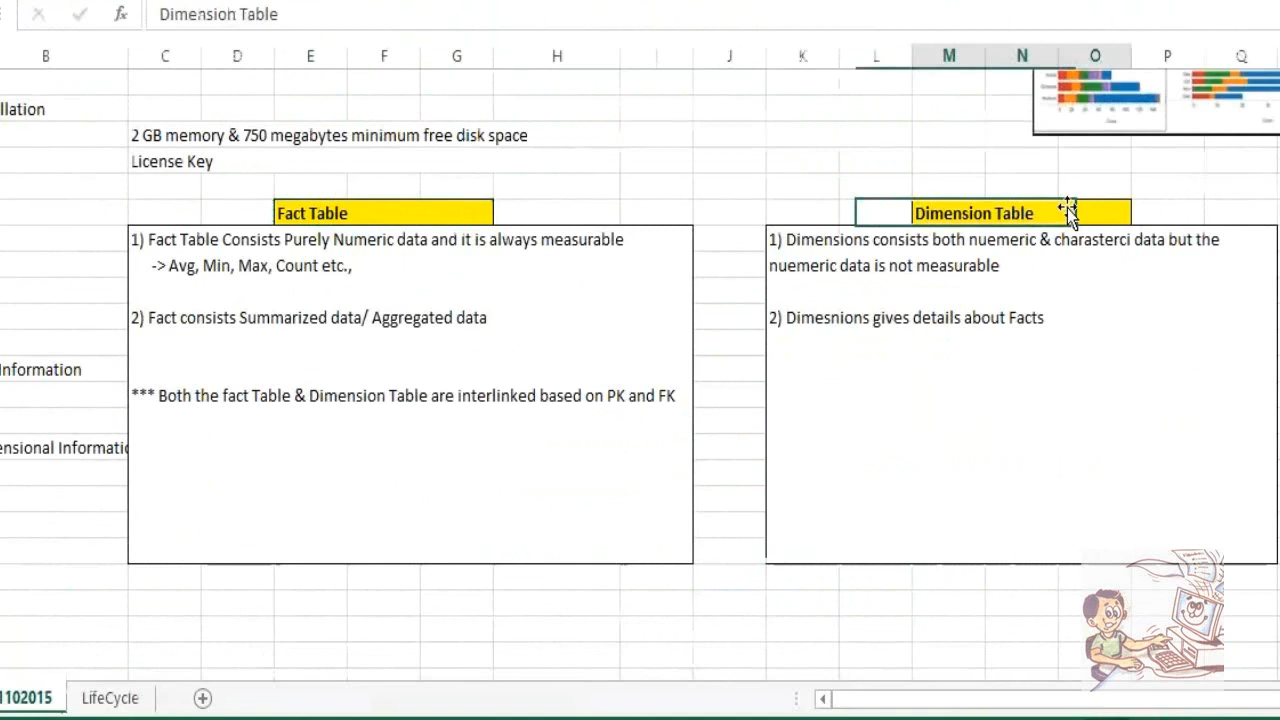 Dimension Table
B C D E F G H I J K L M N O P Q
llation
2 GB memory & 750 megabytes minimum free disk space
License Key
Fact Table
Dimension Table
1) Fact Table Consists Purely Numeric data and it is always measurable
-> Avg, Min, Max, Count etc.,
2) Fact consists Summarized data/ Aggregated data
*** Both the fact Table & Dimension Table are interlinked based on PK and FK
1) Dimensions consists both nuemeric & charasterci data but the
nuemeric data is not measurable
2) Dimesnions gives details about Facts
Information
ensional Informatic
1102015
LifeCycle